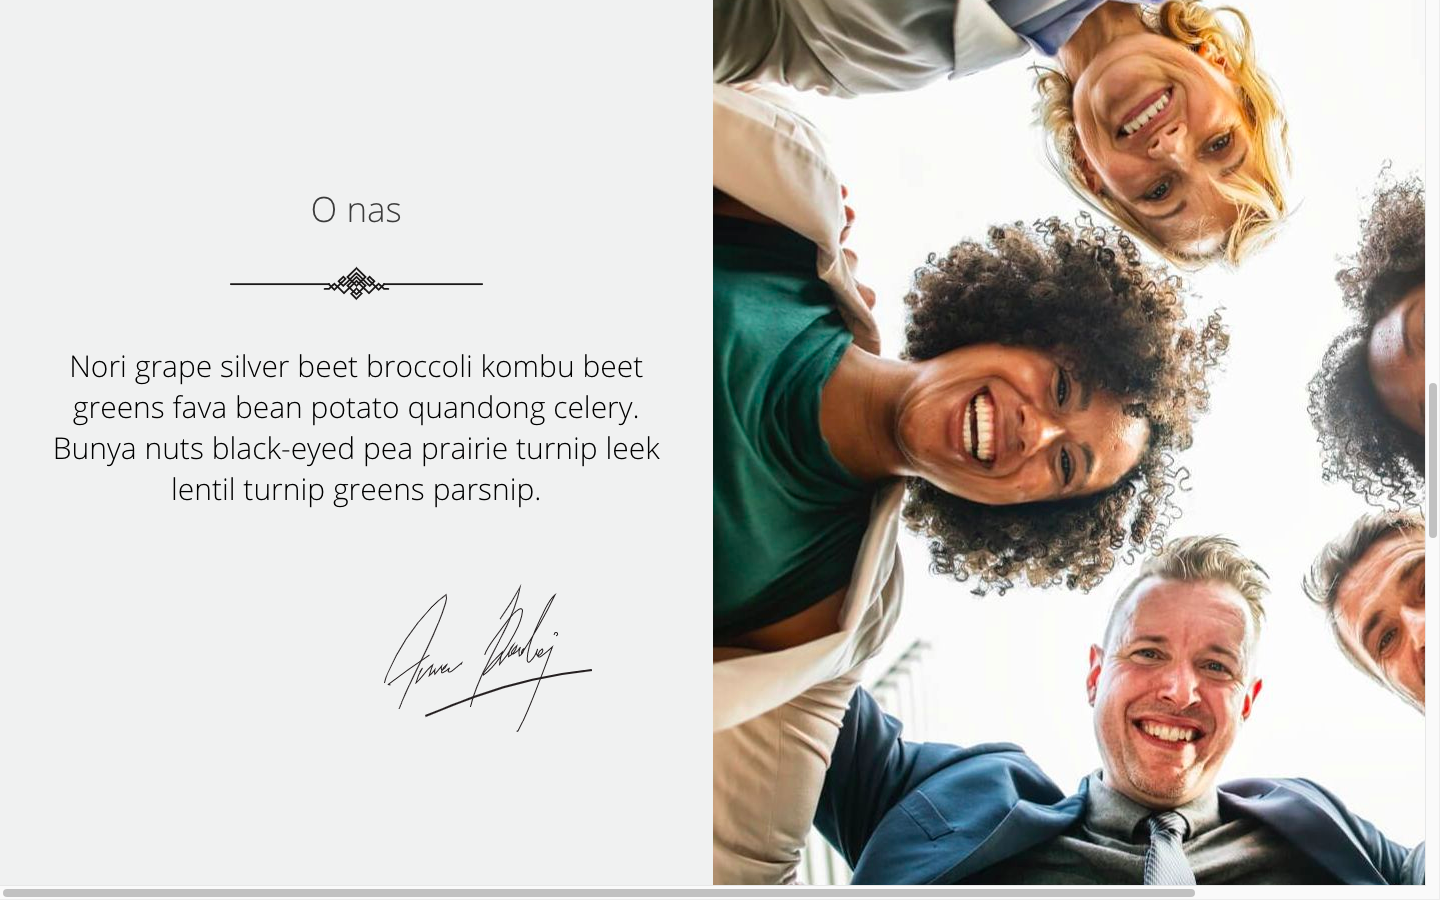 O nas
Nori grape silver beet broccoli kombu beet
greens fava bean potato quandong celery.
Bunya nuts black-eyed pea prairie turnip leek
lentil turnip greens parsnip.